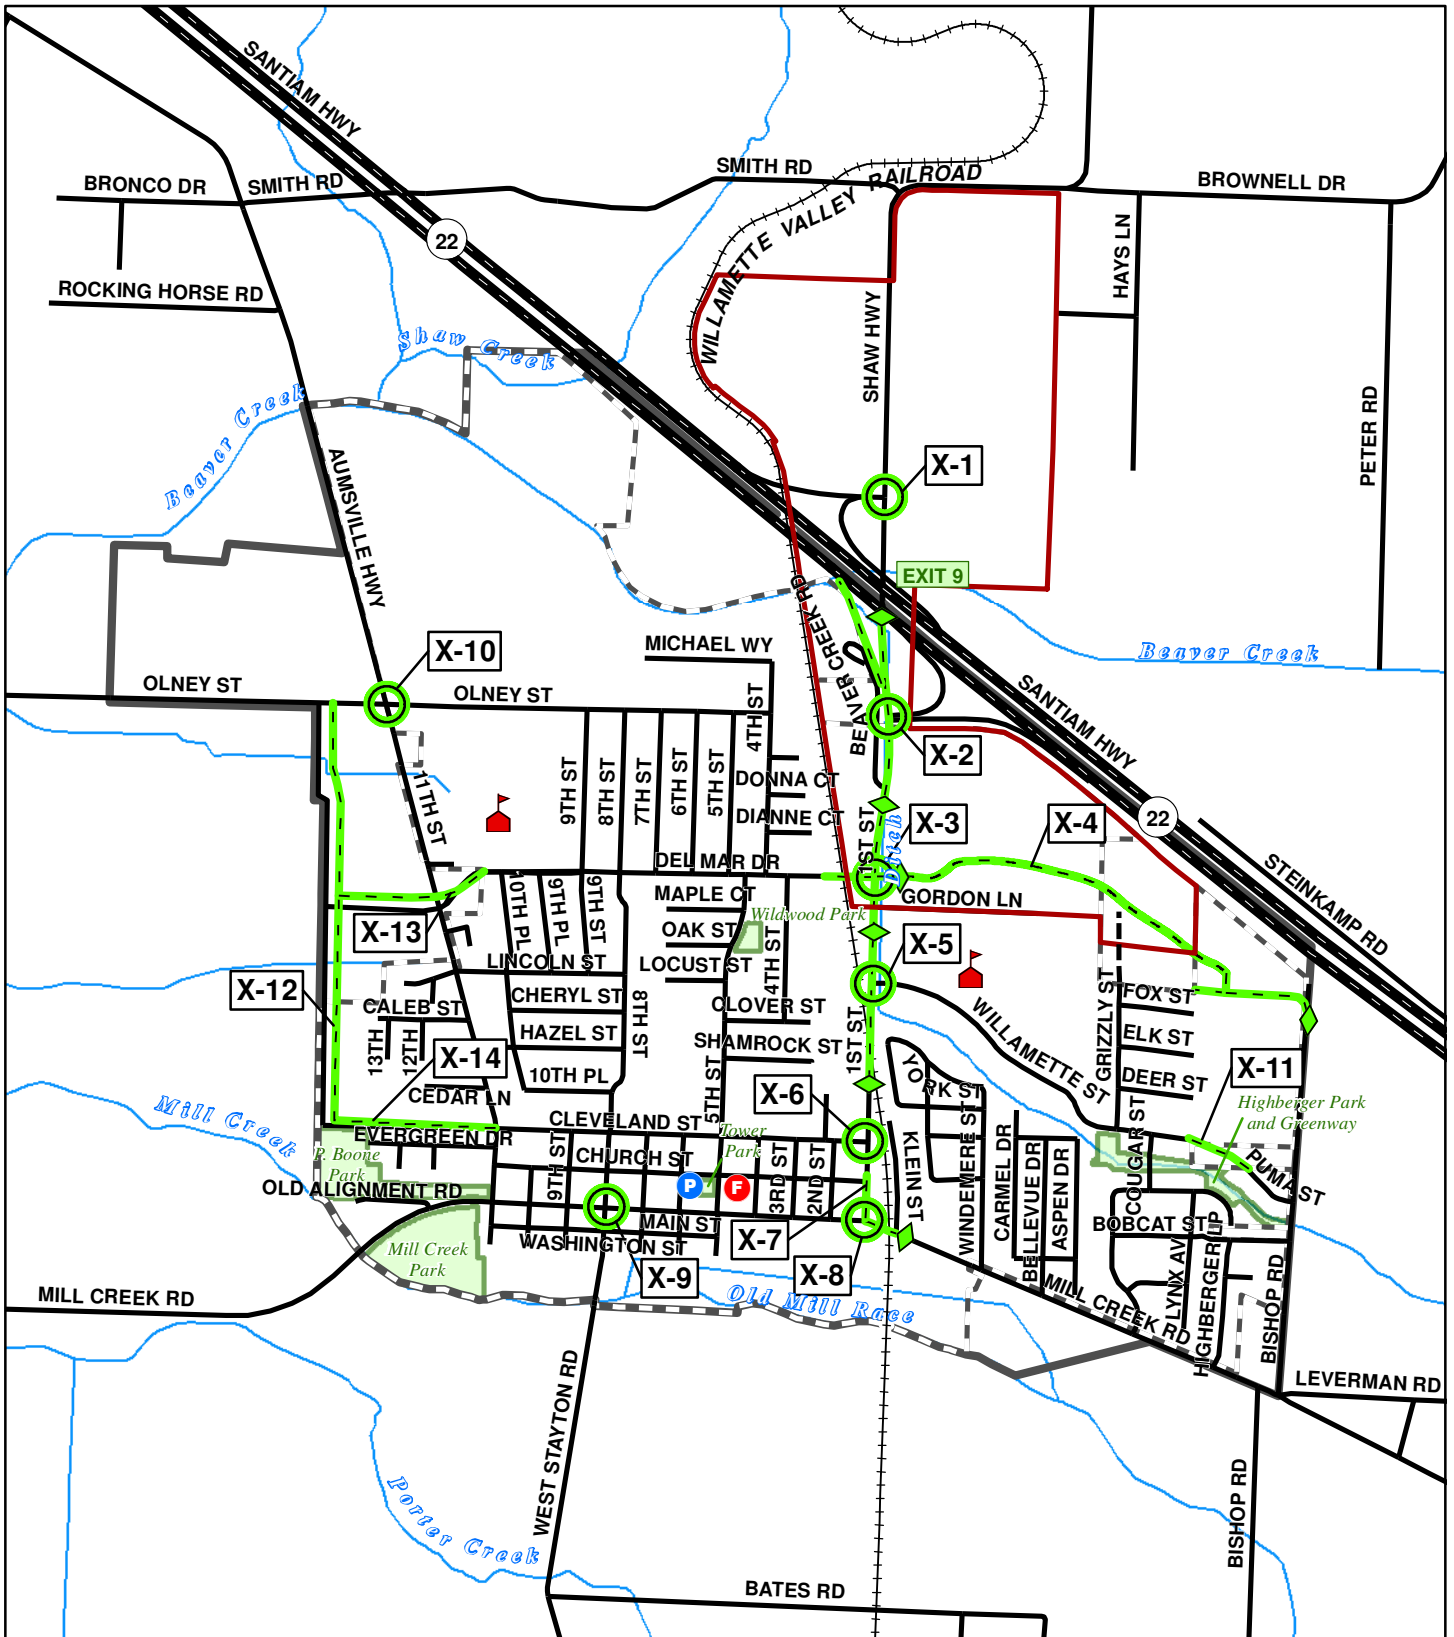 SANTIAM HWY
SMITH RD
WILLAMETTE VALLEY RAILROAD
BRONCO DR
SMITH RD
BROWNELL DR
22
HAYS LN
ROCKING HORSE RD
SHAW HWY
Shaw Creek
Beaver Creek
PETER RD
X-1
AUMSVILLE HWY
EXIT 9
BEAVER CREEK RD
X-10
MICHAEL WY
Beaver Creek
OLNEY ST
OLNEY ST
4TH ST
SANTIAM HWY
X-2
11TH ST
9TH ST
8TH ST
7TH ST
6TH ST
5TH ST
DONNA CT
DIANNE CT
1ST ST
Ditch
X-3
X-4
22
STEINKAMP RD
DEL MAR DR
MAPLE CT
GORDON LN
10TH PL
9TH PL
9TH ST
Wildwood Park
X-13
OAK ST
X-5
LINCOLN ST
LOCUST ST
4TH ST
X-12
CALEB ST
CHERYL ST
8TH ST
CLOVER ST
FOX ST
GRIZZLY ST
WILLAMETTE ST
HAZEL ST
SHAMROCK ST
1ST ST
ELK ST
13TH
12TH
X-14
10TH PL
5TH ST
YORK ST
DEER ST
X-11
CEDAR LN
X-6
Mill Creek
CLEVELAND ST
Highberger Park
and Greenway
EVERGREEN DR
Tower
Park
P. Boone
Park
CHURCH ST
KLEIN ST
WINDEMERE ST
CARMEL DR
BELLEVUE DR
ASPEN DR
COUGAR ST
PUMA ST
OLD ALIGNMENT RD
9TH ST
P
F
3RD ST
2ND ST
MAIN ST
BOBCAT ST
WASHINGTON ST
X-7
Mill Creek
Park
X-9
X-8
LYNX AV
HIGHBERGER LP
BISHOP RD
MILL CREEK RD
Old Mill Race
MILL CREEK RD
LEVERMAN RD
WEST STAYTON RD
Porter Creek
BISHOP RD
BATES RD